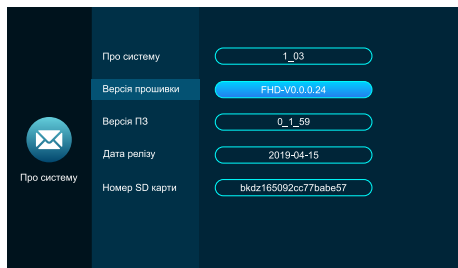 Про систему 1_03
Версія прошивки FHD-V0.0.0.24
Версія ПЗ 0_1_59
Дата релізу 2019-04-15
Номер SD карти bkdz165092cc77babe57
Про систему